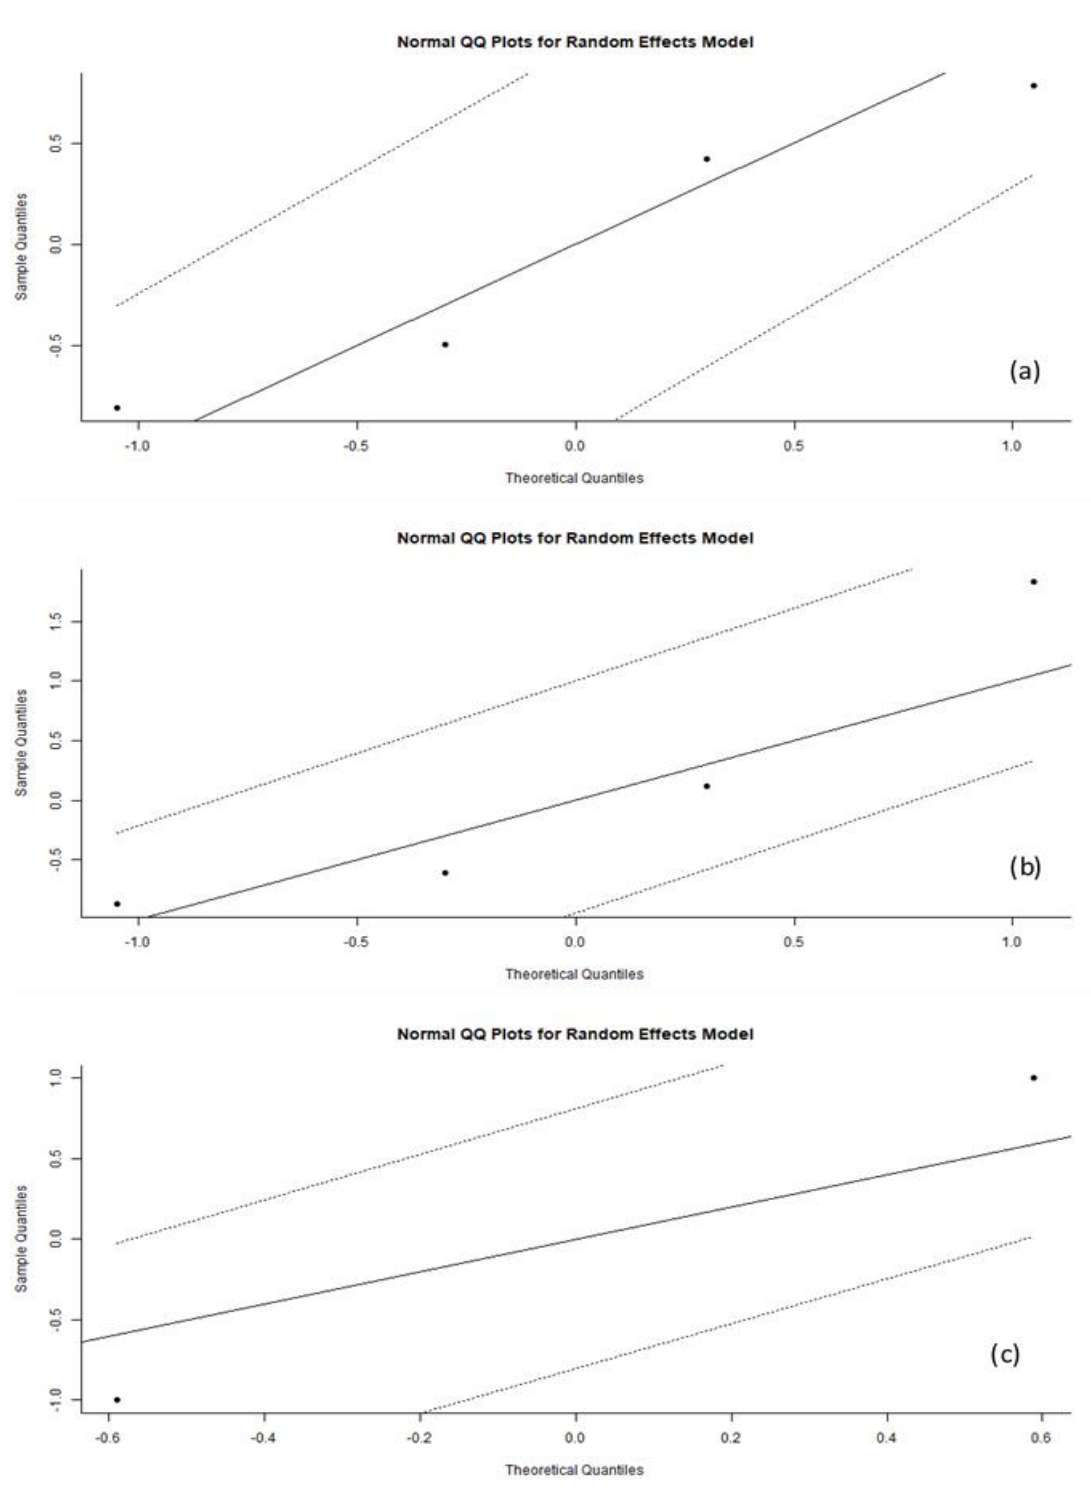 Normal QQ Plots for Random Effects Model
Sample Quantiles
0.5
0.0
-0.5
(a)
-1.0 -0.5 0.0 0.5 1.0
Theoretical Quantiles
Normal QQ Plots for Random Effects Model
Sample Quantiles
1.5
1.0
0.5
0.0
-0.5
(b)
-1.0 -0.5 0.0 0.5 1.0
Theoretical Quantiles
Normal QQ Plots for Random Effects Model
Sample Quantiles
1.0
0.5
0.0
-0.5
-1.0
(c)
-0.6 -0.4 -0.2 0.0 0.2 0.4 0.6
Theoretical Quantiles